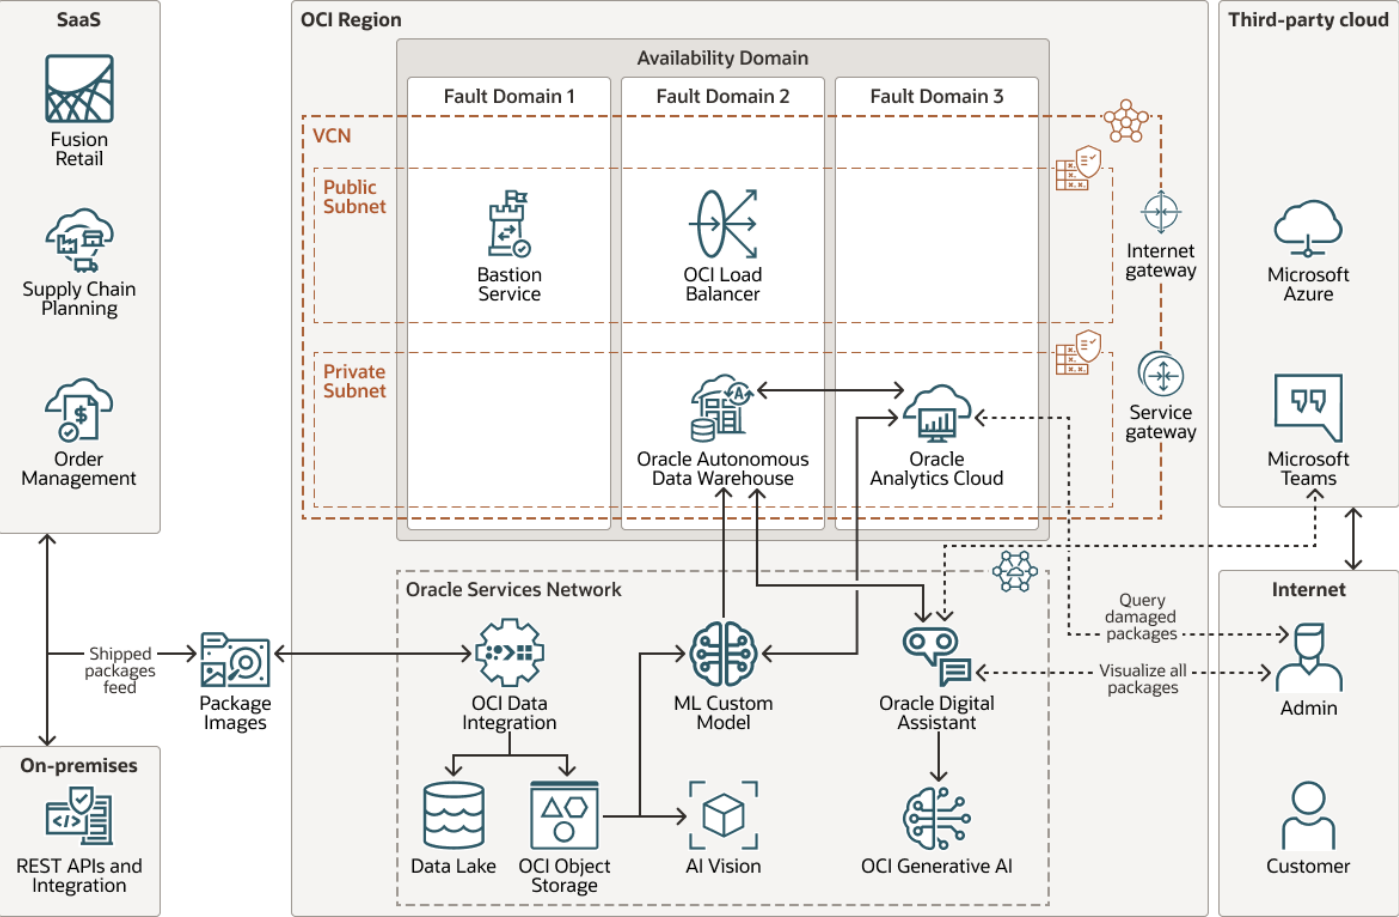 SaaS
Fusion
Retail
Supply Chain
Planning
Order
Management
Shipped
packages
feed
Package
Images
On-premises
REST APIs and
Integration
OCI Region
Availability Domain
Fault Domain 1
Fault Domain 2
Fault Domain 3
VCN
Public
Subnet
Bastion
Service
OCI Load
Balancer
Internet
gateway
Private
Subnet
Oracle Autonomous
Data Warehouse
Oracle
Analytics Cloud
Service
gateway
Oracle Services Network
OCI Data
Integration
ML Custom
Model
Oracle Digital
Assistant
Data Lake
OCI Object
Storage
AI Vision
OCI Generative AI
Query
damaged
packages
Visualize all
packages
Third-party cloud
Microsoft
Azure
Microsoft
Teams
Internet
Admin
Customer